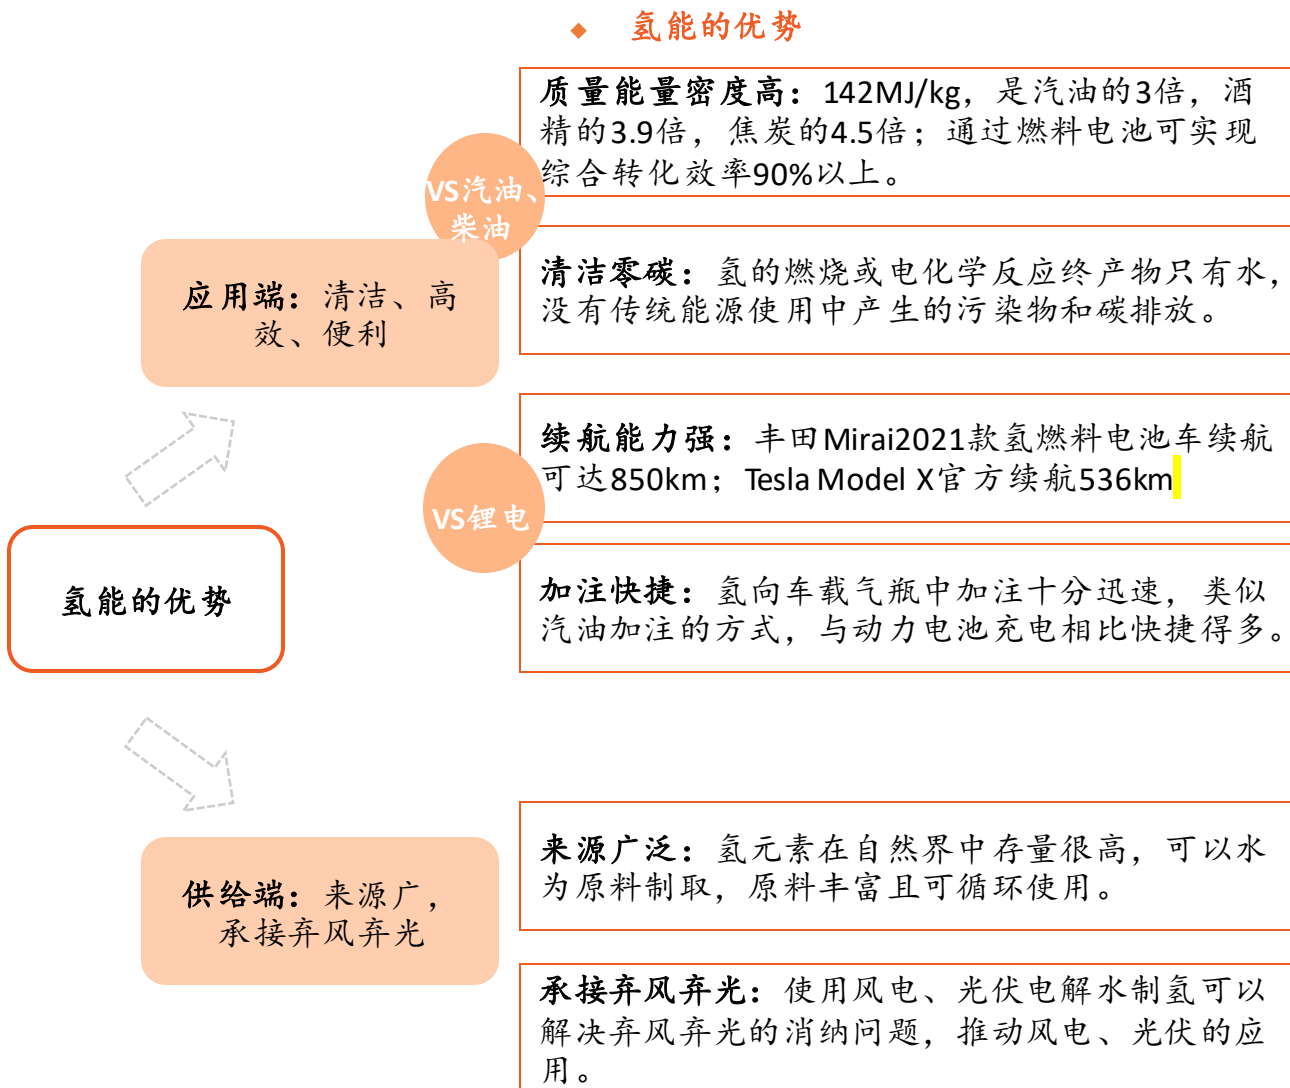 ◆ 氢能的优势
质量能量密度高：142MJ/kg，是汽油的3倍，酒
精的3.9倍，焦炭的4.5倍；通过燃料电池可实现
综合转化效率90%以上。
VS汽油、
柴油
清洁零碳：氢的燃烧或电化学反应终产物只有水，
没有传统能源使用中产生的污染物和碳排放。
应用端：清洁、高
效、便利
续航能力强：丰田Mirai2021款氢燃料电池车续航
可达850km；Tesla Model X官方续航536km
VS锂电
加注快捷：氢向车载气瓶中加注十分迅速，类似
汽油加注的方式，与动力电池充电相比快捷得多。
氢能的优势
来源广泛：氢元素在自然界中存量很高，可以水
为原料制取，原料丰富且可循环使用。
供给端：来源广，
承接弃风弃光
承接弃风弃光：使用风电、光伏电解水制氢可以
解决弃风弃光的消纳问题，推动风电、光伏的应
用。